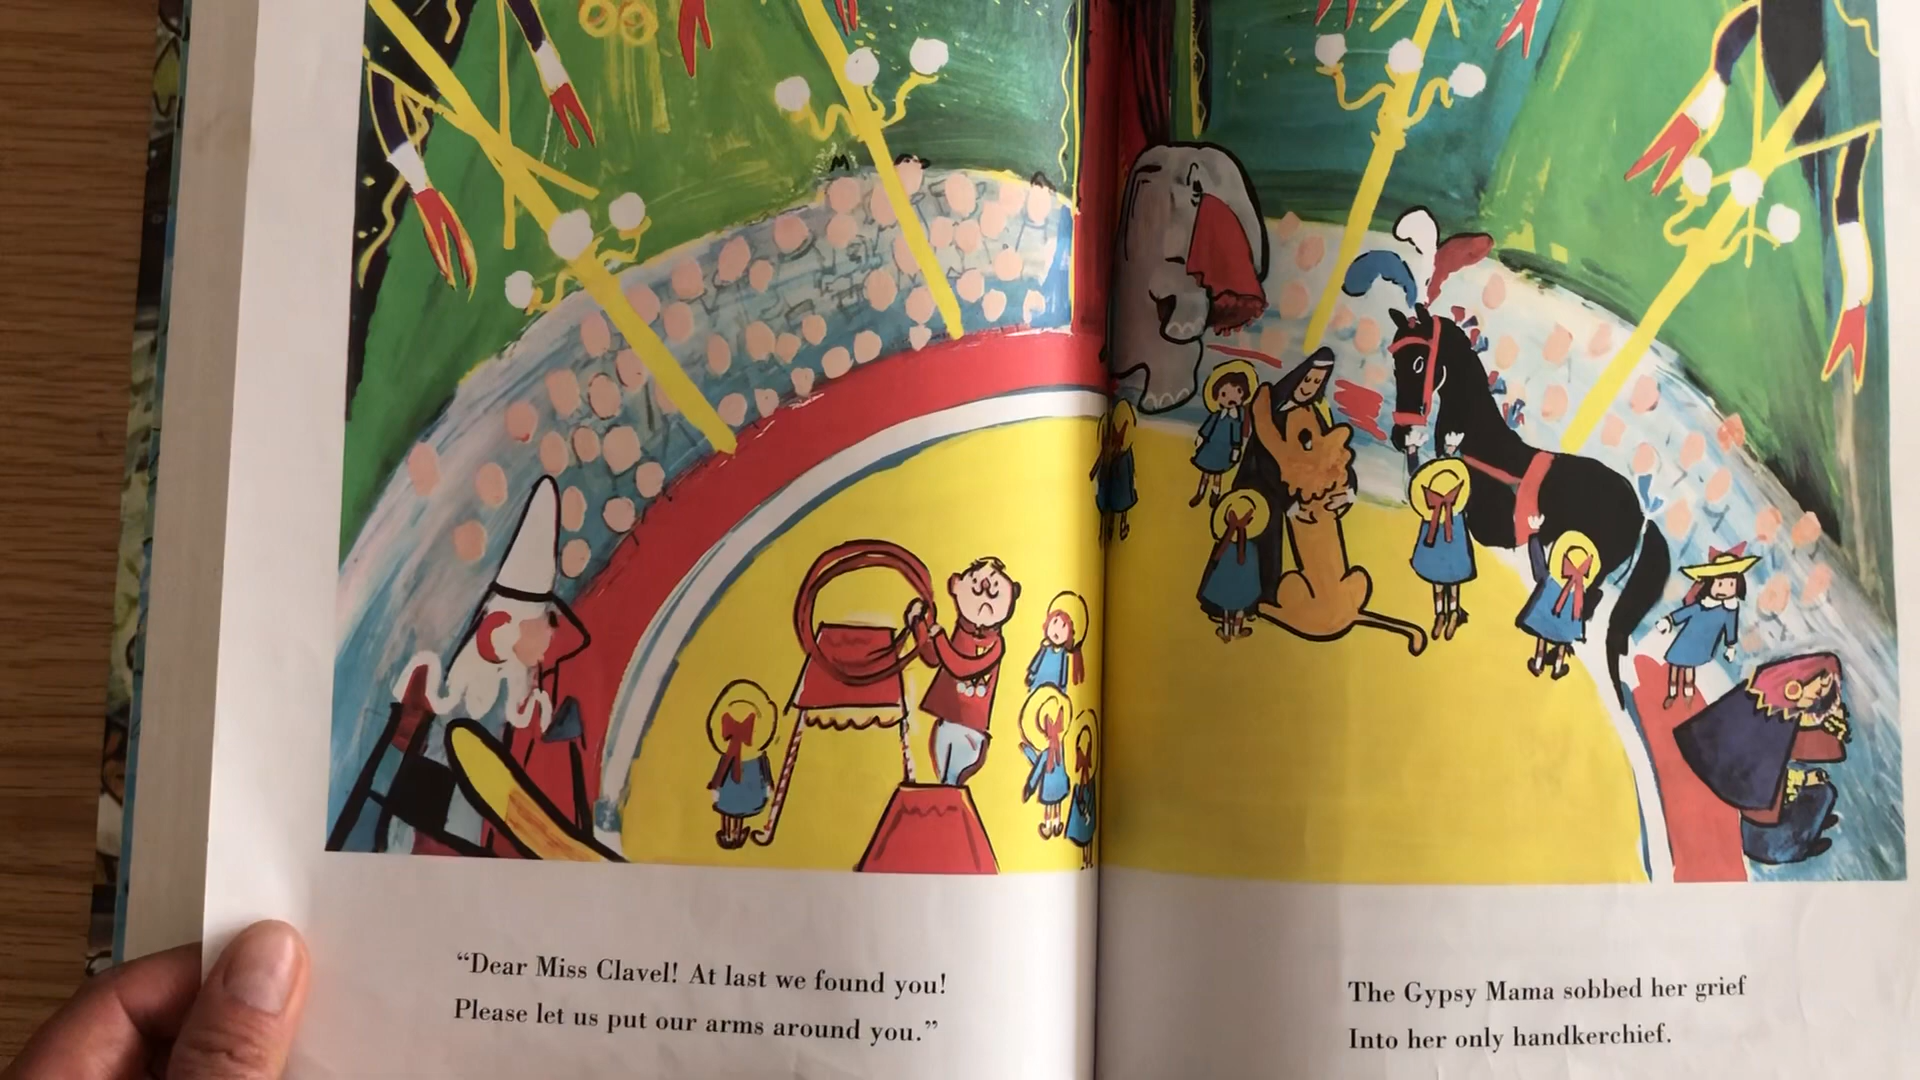 “Dear Miss Clavel! At last we found you!
Please let us put our arms around you.”
The Gypsy Mama sobbed her grief
Into her only handkerchief.